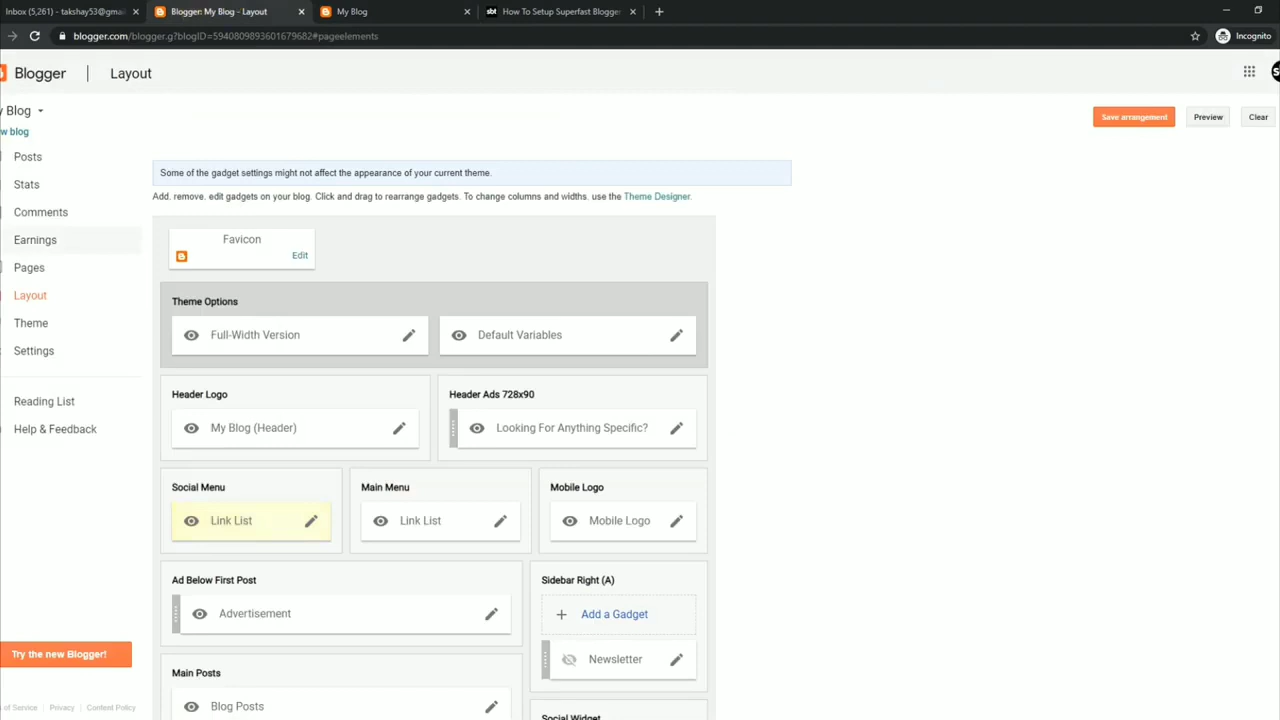 Inbox (5,261) - takshay53@gmail
Blogger: My Blog - Layout
My Blog
How To Setup Superfast Blogger
blogger.com/blogger.g?blogID=5940809893601679682#pageelements
Incognito
Blogger
Layout
y Blog
w blog
Save arrangement
Preview
Clear
Posts
Stats
Comments
Earnings
Pages
Layout
Theme
Settings
Reading List
Help & Feedback
Try the new Blogger!
s of Service
Privacy
Content Policy
Some of the gadget settings might not affect the appearance of your current theme.
Add, remove, edit gadgets on your blog. Click and drag to rearrange gadgets. To change columns and widths, use the Theme Designer.
Favicon
Edit
Theme Options
Full-Width Version
Default Variables
Header Logo
My Blog (Header)
Header Ads 728x90
Looking For Anything Specific?
Social Menu
Link List
Main Menu
Link List
Mobile Logo
Mobile Logo
Ad Below First Post
Advertisement
Sidebar Right (A)
Add a Gadget
Newsletter
Main Posts
Blog Posts
Social Widget